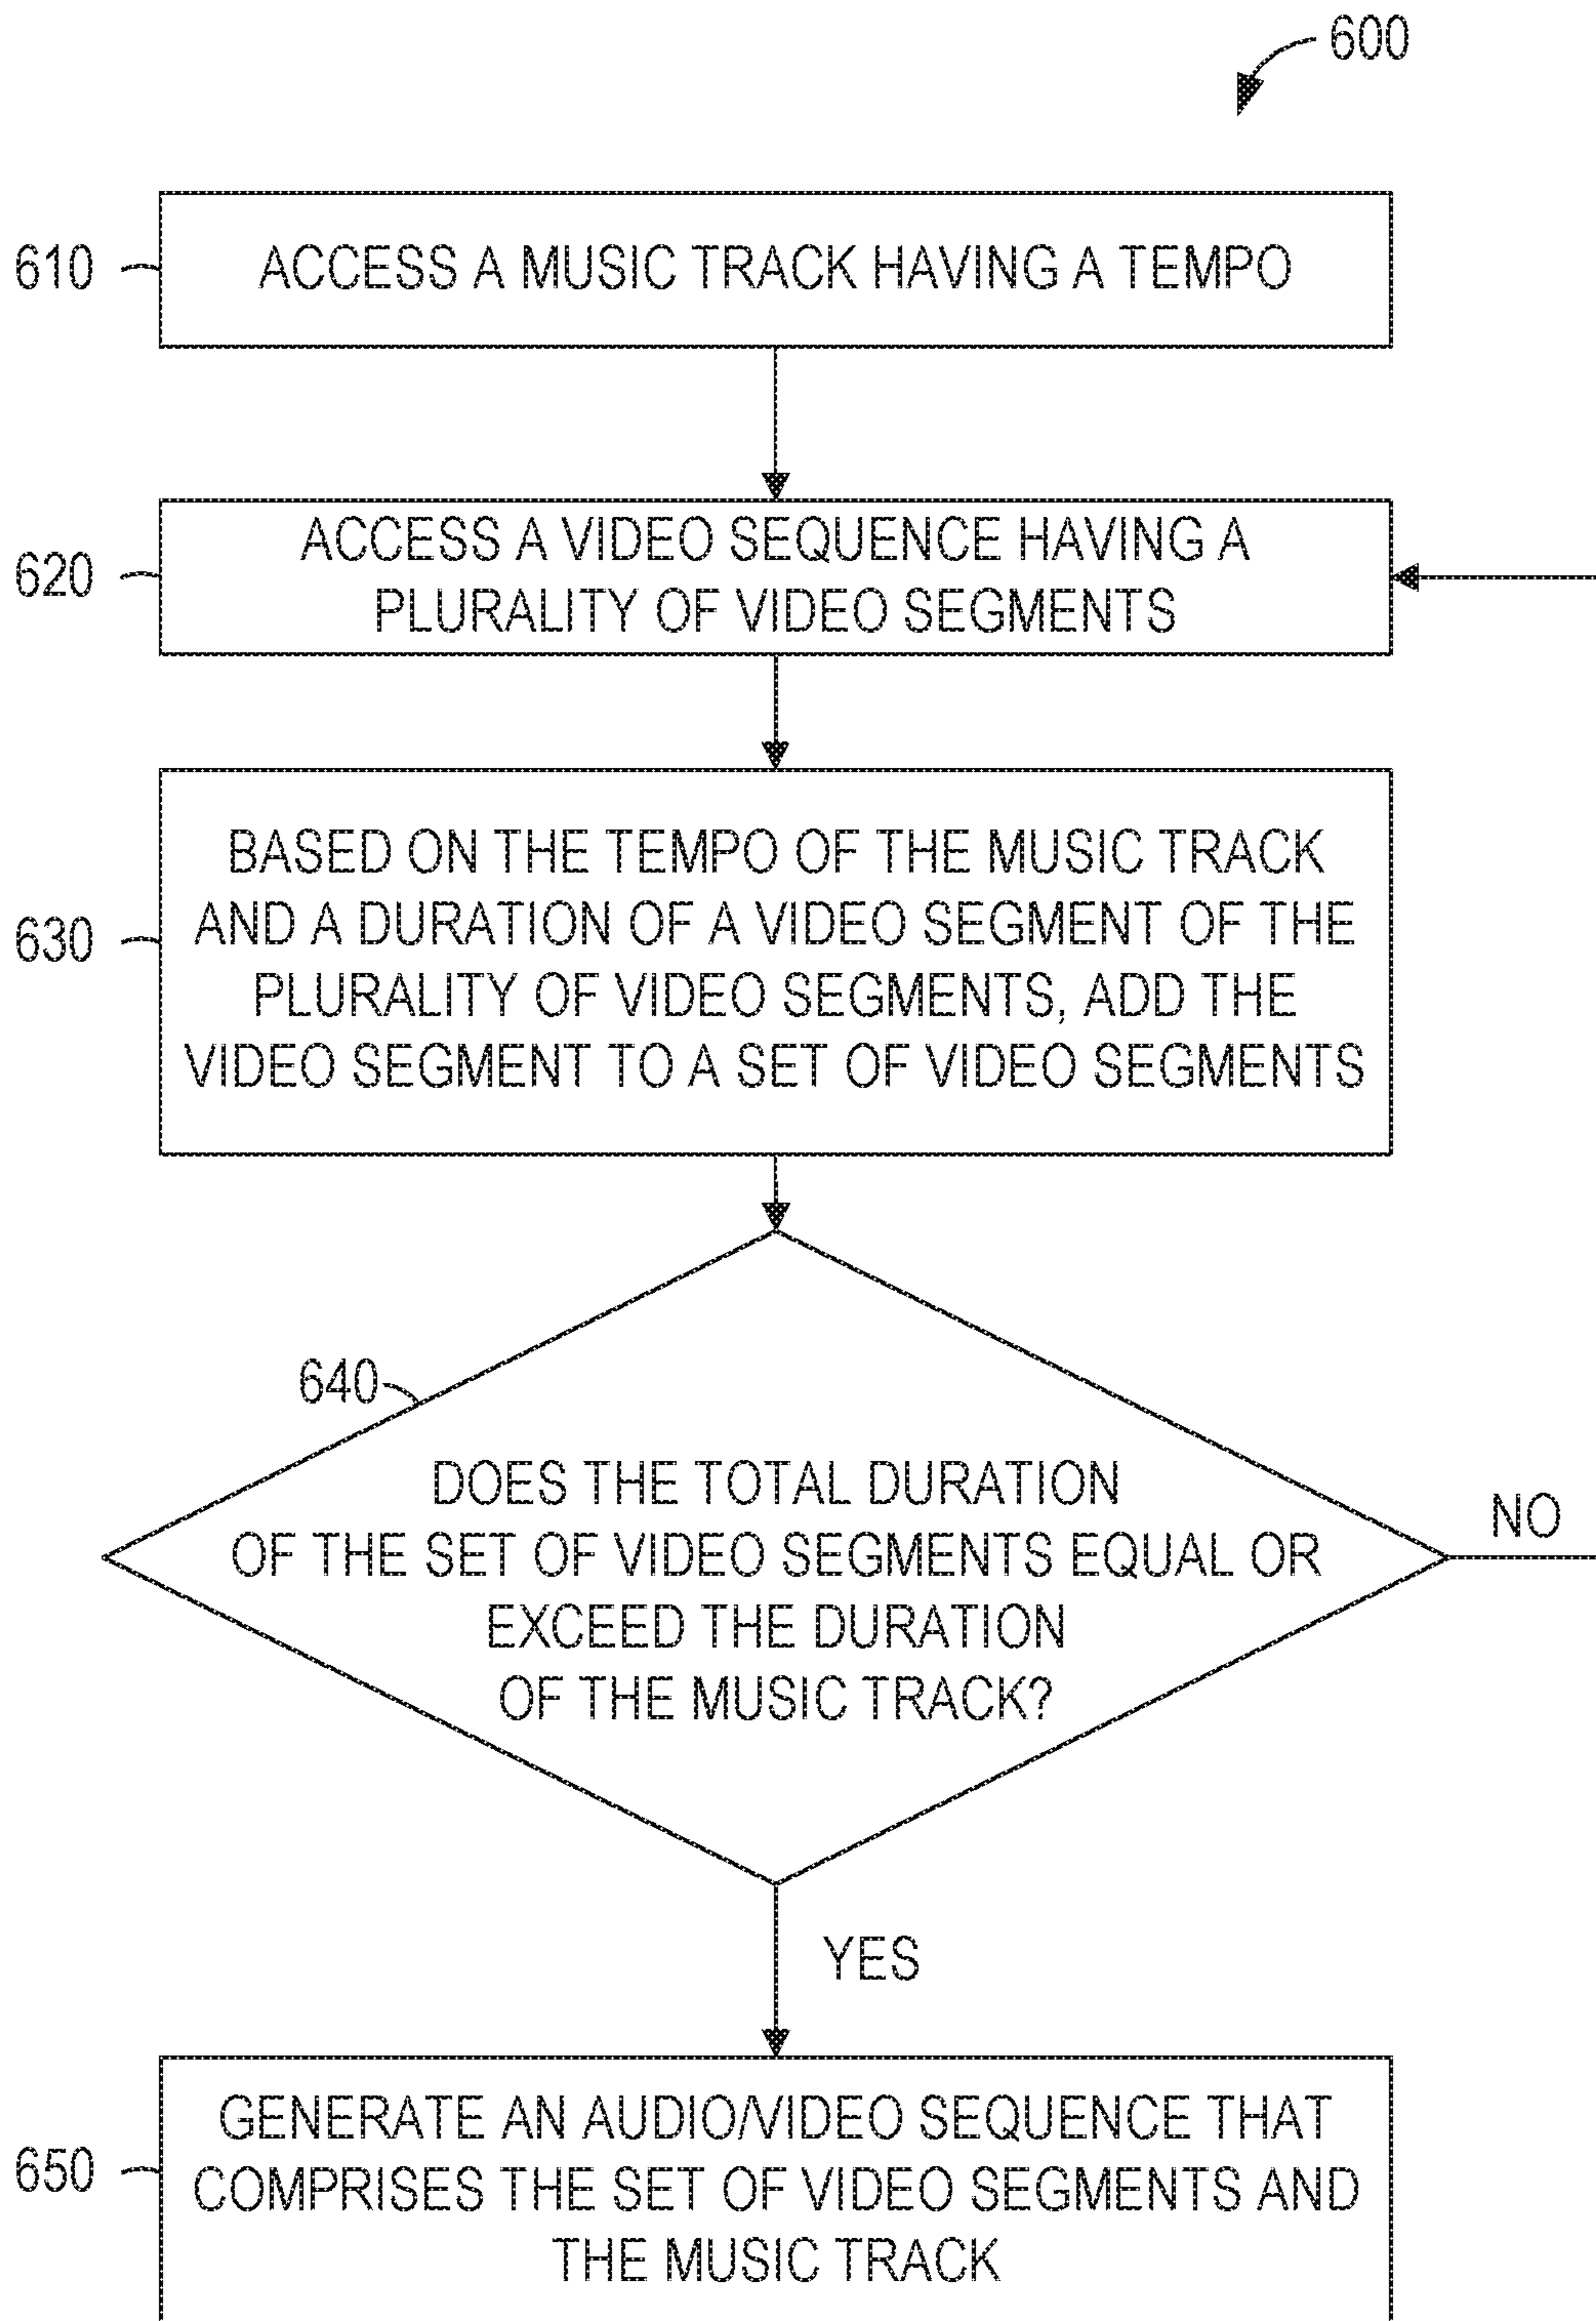 600
610
ACCESS A MUSIC TRACK HAVING A TEMPO
620
ACCESS A VIDEO SEQUENCE HAVING A
PLURALITY OF VIDEO SEGMENTS
630
BASED ON THE TEMPO OF THE MUSIC TRACK
AND A DURATION OF A VIDEO SEGMENT OF THE
PLURALITY OF VIDEO SEGMENTS, ADD THE
VIDEO SEGMENT TO A SET OF VIDEO SEGMENTS
640
DOES THE TOTAL DURATION
OF THE SET OF VIDEO SEGMENTS EQUAL OR
EXCEED THE DURATION
OF THE MUSIC TRACK?
NO
YES
650
GENERATE AN AUDIO/VIDEO SEQUENCE THAT
COMPRISES THE SET OF VIDEO SEGMENTS AND
THE MUSIC TRACK